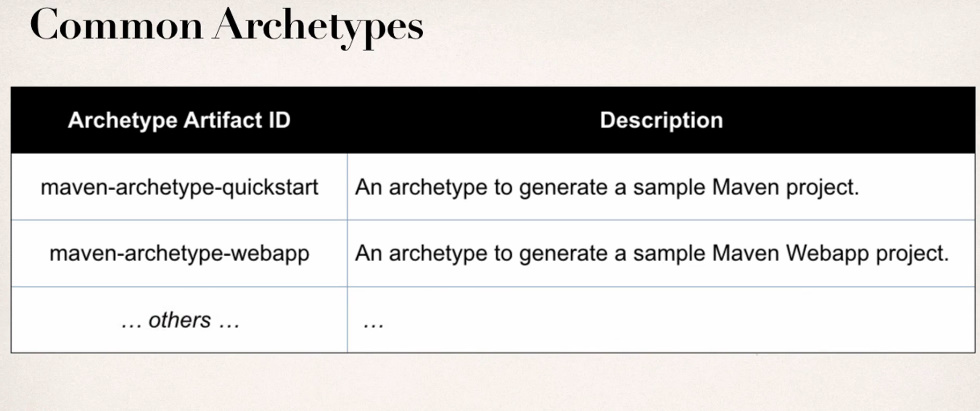 Common Archetypes
Archetype Artifact ID Description
maven-archetype-quickstart An archetype to generate a sample Maven project.
maven-archetype-webapp An archetype to generate a sample Maven Webapp project.
… others … …